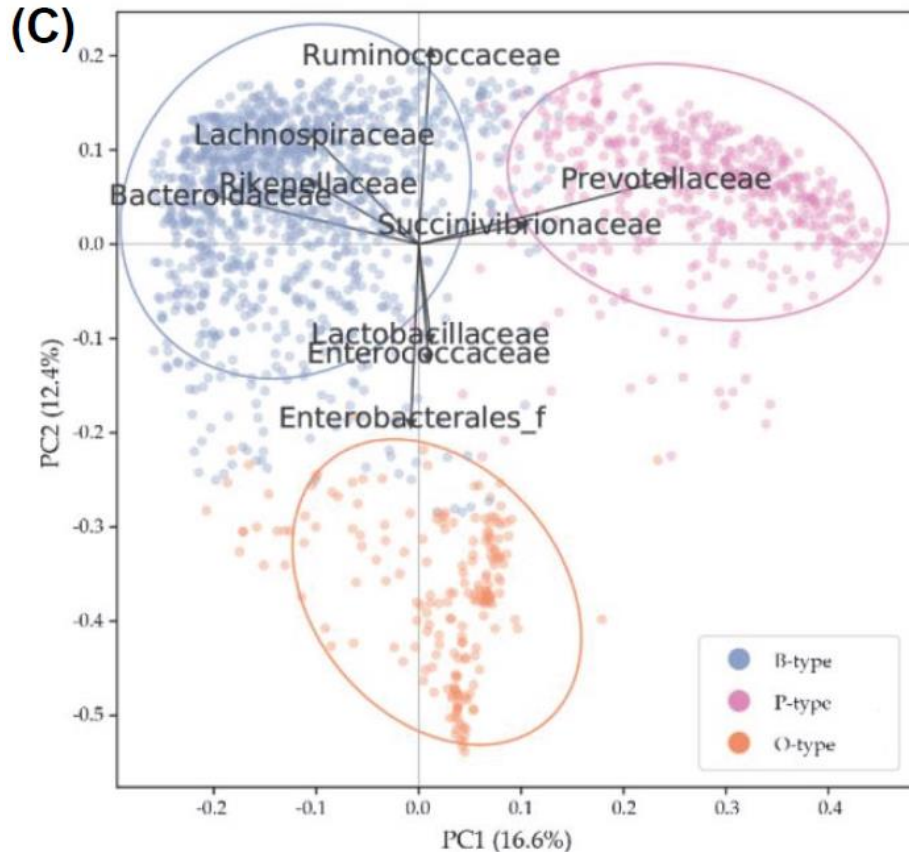 (C)
Ruminococcaceae
Lachnospiraceae
Rikenellaceae
Prevotellaceae
Bacteroidaceae
Succinivibrionaceae
Lactobacillaceae
Enterococcaceae
Enterobacterales_f
0.2
0.1
0.0
-0.1
-0.2
-0.3
-0.4
-0.5
PC2 (12.4%)
B-type
P-type
O-type
-0.2 -0.1 0.0 0.1 0.2 0.3 0.4
PC1 (16.6%)